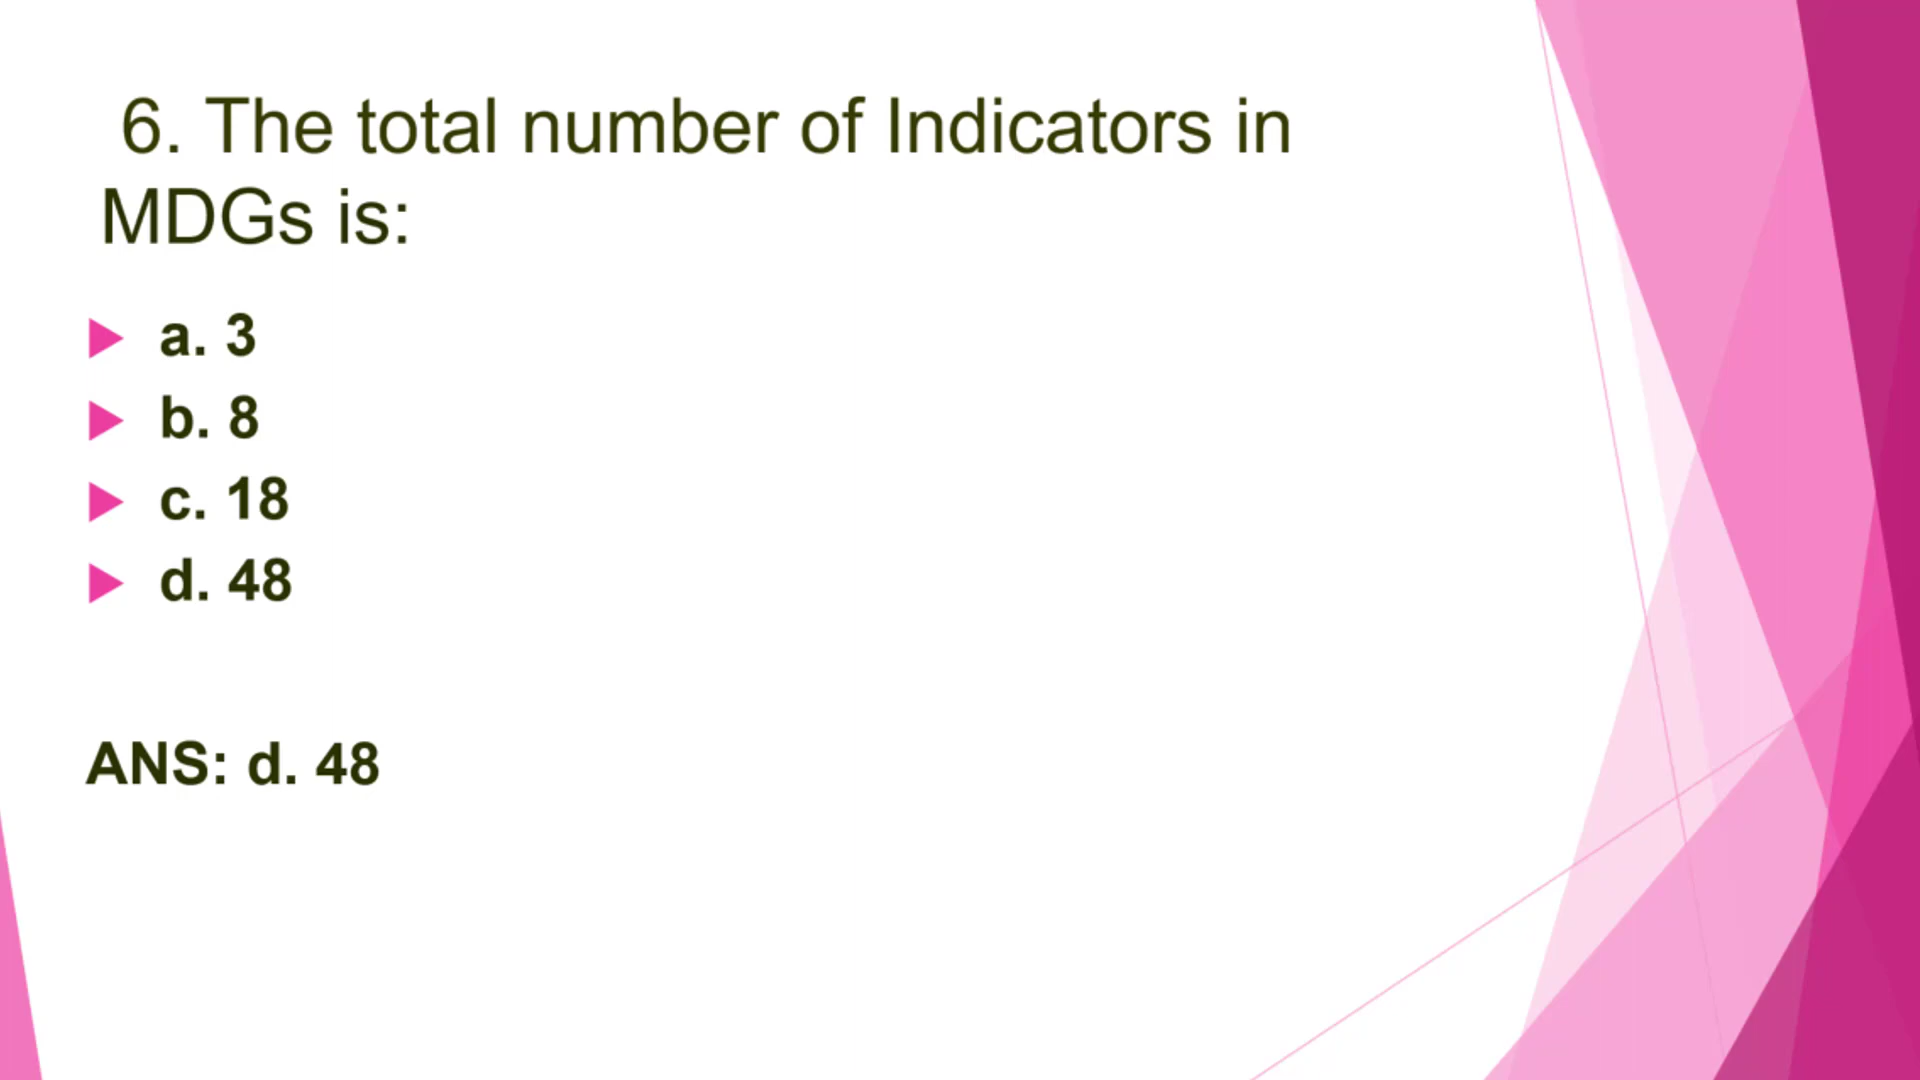 6. The total number of Indicators in
MDGs is:
a. 3
b. 8
c. 18
d. 48
ANS: d. 48